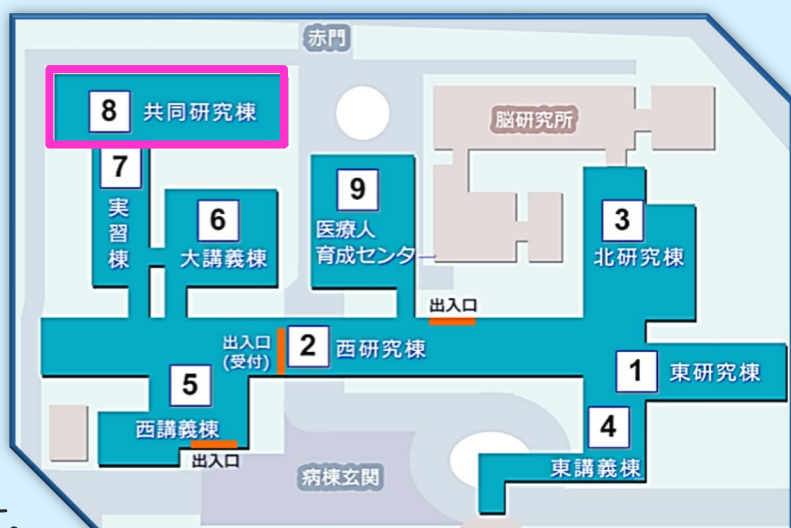 赤門
8 共同研究棟
脳研究所
7 実習棟
6 大講義棟
9 医療人
育成センター
3 北研究棟
出入口
出入口
(受付)
2 西研究棟
1 東研究棟
5 西講義棟
出入口
4 東講義棟
病棟玄関
す。